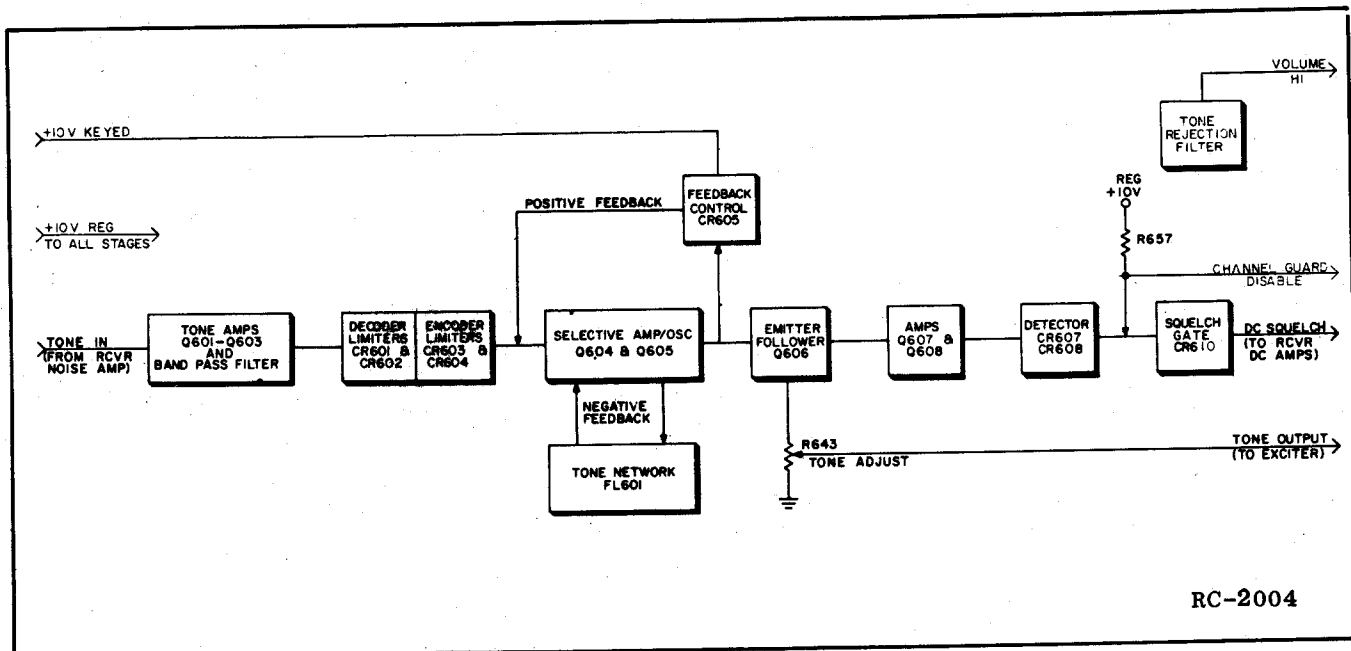 VOLUME
HI
TONE
REJECTION
FILTER
+10V KEYED
FEEDBACK
CONTROL
CR605
POSITIVE FEEDBACK
REG
+10V
R657
+10V REG
TO ALL STAGES
CHANNEL GUARD
DISABLE
TONE IN
(FROM RCVR
NOISE AMP)
TONE AMPS
Q601-Q603
AND
BAND PASS FILTER
DECODER
LIMITERS
CR601 &
CR602
ENCODER
LIMITERS
CR603 &
CR604
SELECTIVE AMP/OSC
Q604 & Q605
EMITTER
FOLLOWER
Q606
AMPS
Q607 &
Q608
DETECTOR
CR607
CR608
SQUELCH
GATE
CR610
DC SQUELCH
(TO RCVR
DC AMPS)
NEGATIVE
FEEDBACK
TONE NETWORK
FL601
R643
TONE ADJUST
TONE OUTPUT
(TO EXCITER)
RC-2004